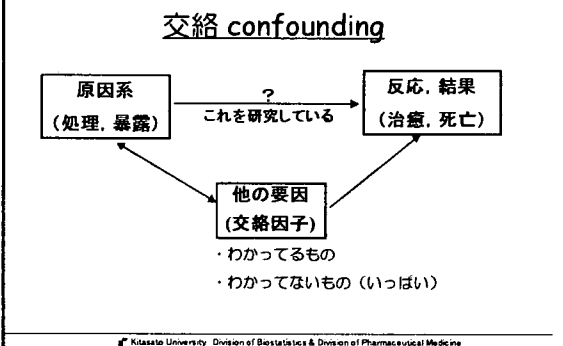 交絡 confounding
原因系
(処理, 暴露)
?
これを研究している
反応, 結果
(治癒, 死亡)
他の要因
(交絡因子)
・わかってるもの
・わかってないもの（いっぱい）
Kitasato University Division of Biostatistics & Division of Pharmaceutical Medicine